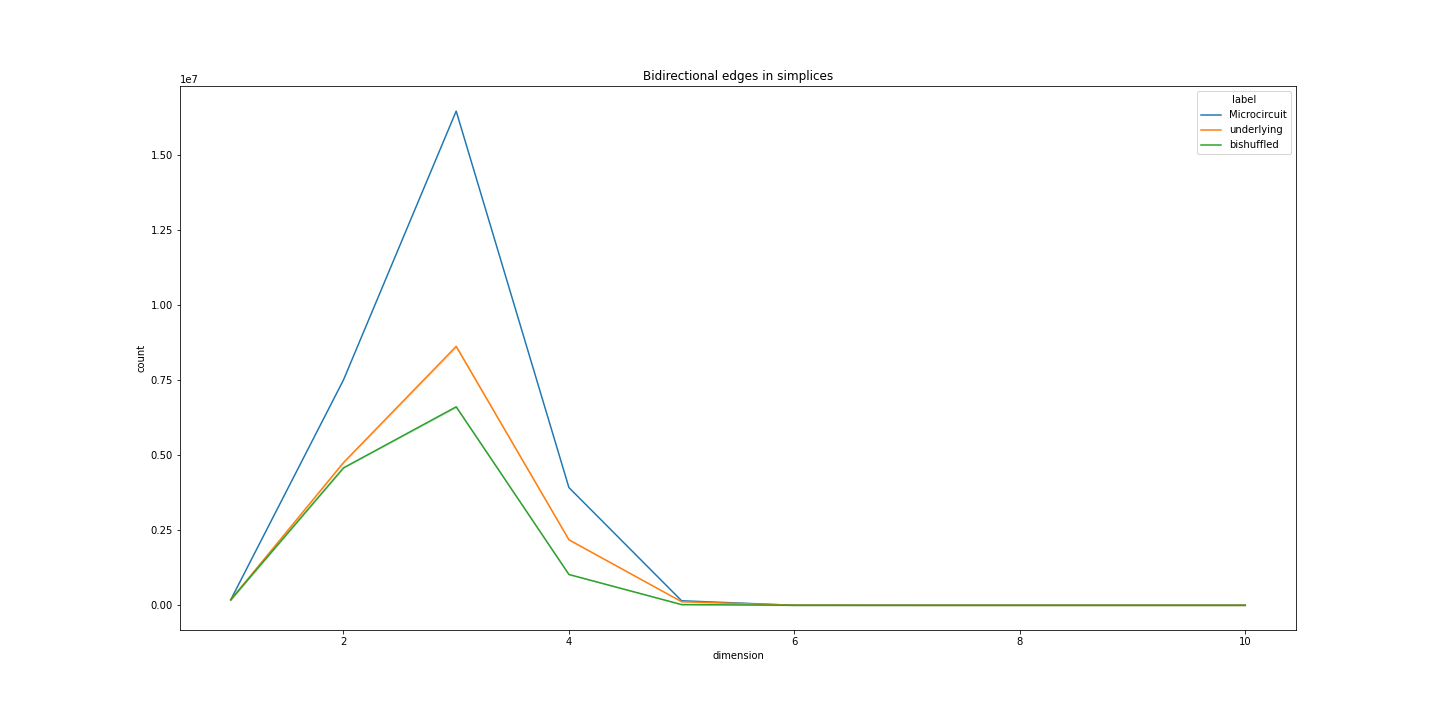 Bidirectional edges in simplices
1e7
label
Microcircuit
underlying
bishuffled
1.50
1.25
1.00
0.75
0.50
0.25
0.00
count
2 4 6 8 10
dimension